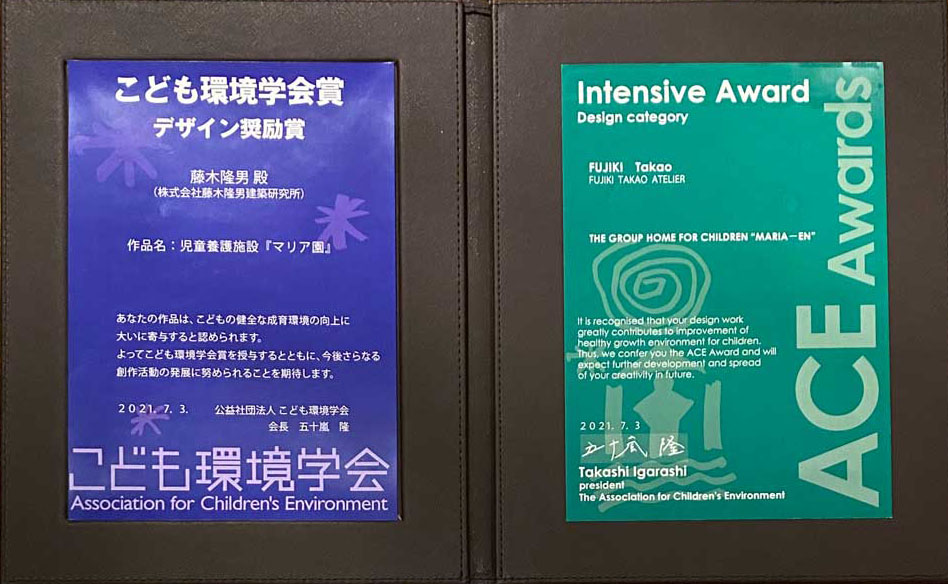 こども環境学会賞
デザイン奨励賞
藤木隆男 殿
（株式会社藤木隆男建築研究所）
作品名：児童養護施設『マリア園』
あなたの作品は、こどもの健全な成育環境の向上に
大いに寄与すると認められます。
よってこども環境学会賞を授与するとともに、今後さらなる
創作活動の発展に努められることを期待します。
2021.7.3.　公益社団法人 こども環境学会
会長　五十嵐　隆
こども環境学会
Association for Children's Environment
Intensive Award
Design category
FUJIKI Takao
FUJIKI TAKAO ATELIER
THE GROUP HOME FOR CHILDREN "MARIA－EN"
It is recognised that your design work
greatly contributes to improvement of
healthy growth environment for children.
Thus, we confer you the ACE Award and will
expect further development and spread
of your creativity in future.
2021.7.3
五十嵐 隆
Takashi Igarashi
president
The Association for Children's Environment
ACE Awards